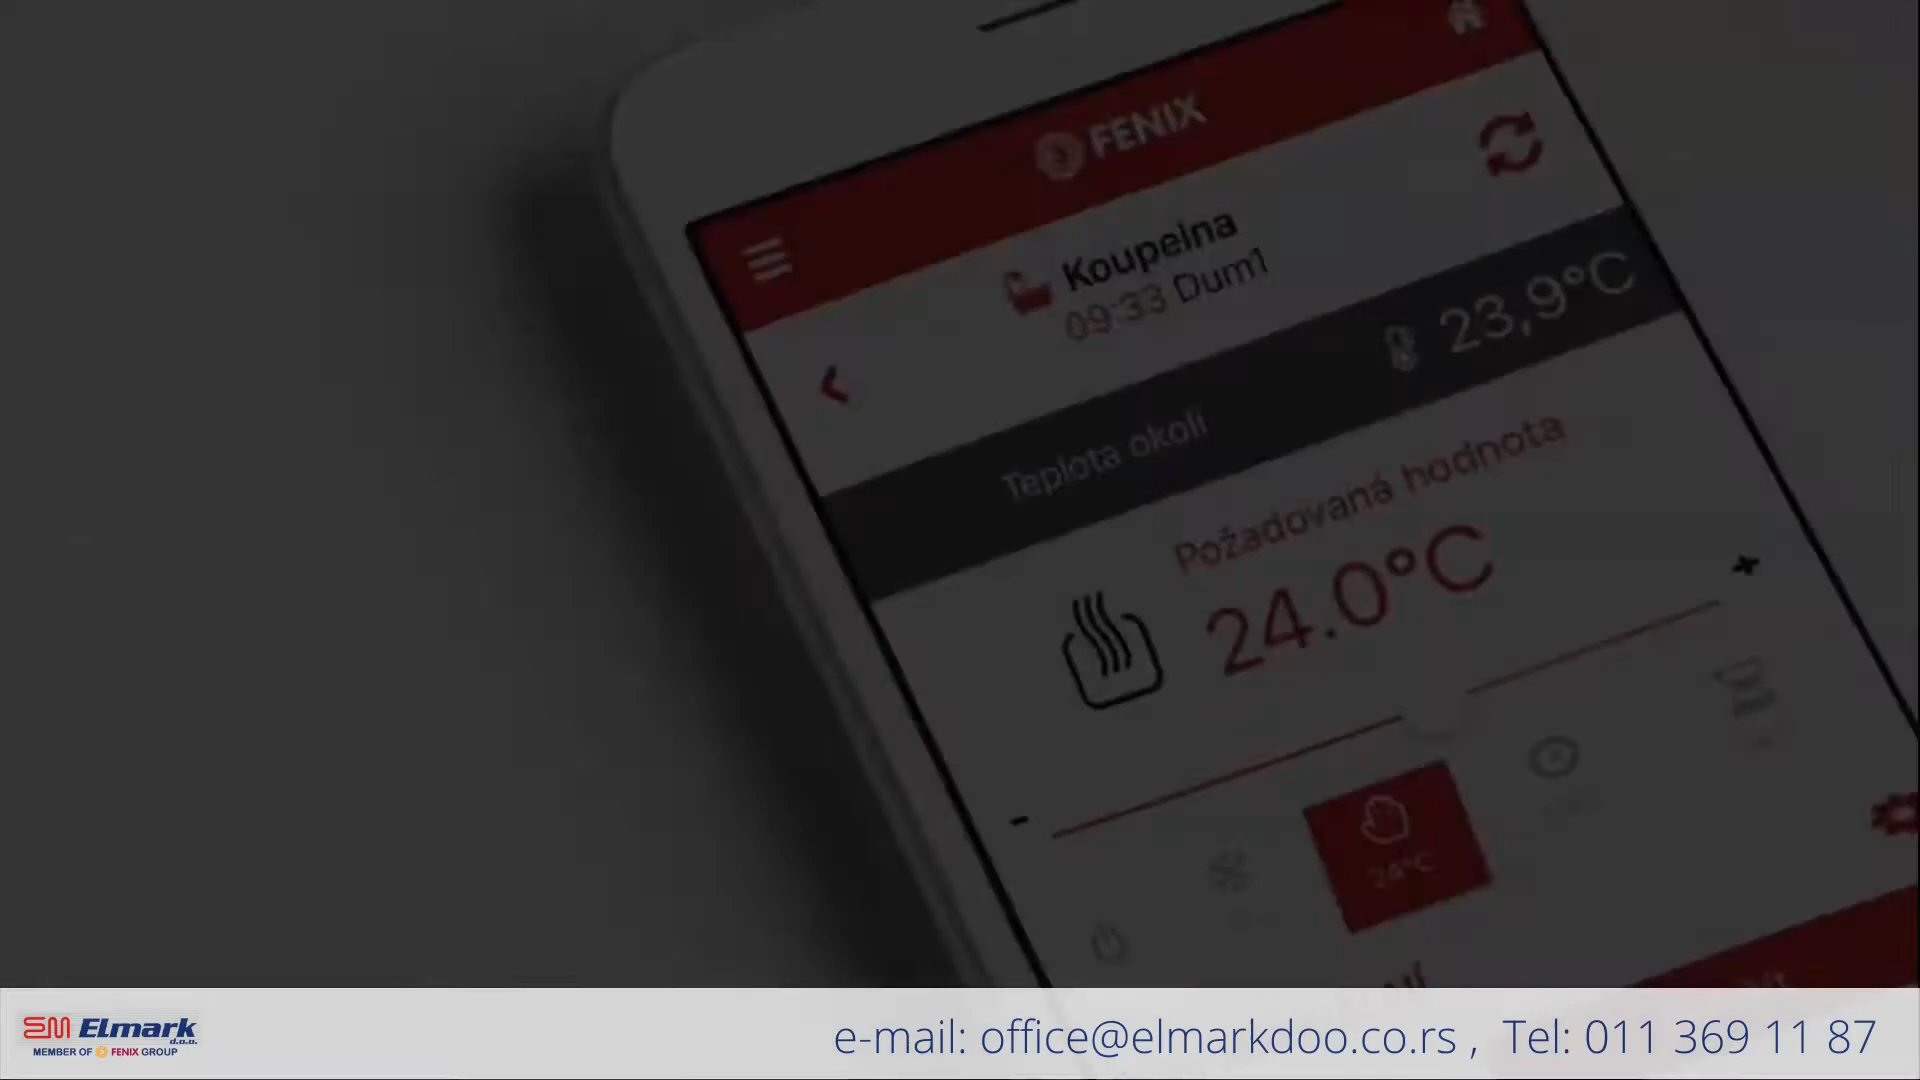 FENIX
Koupelna
09:33 Dum1
23,9°C
Teplota okolí
Požadovaná hodnota
24.0°C
+
-
24°C
Elmark
d.o.o.
MEMBER OF FENIX GROUP
e-mail: office@elmarkdoo.co.rs , Tel: 011 369 11 87